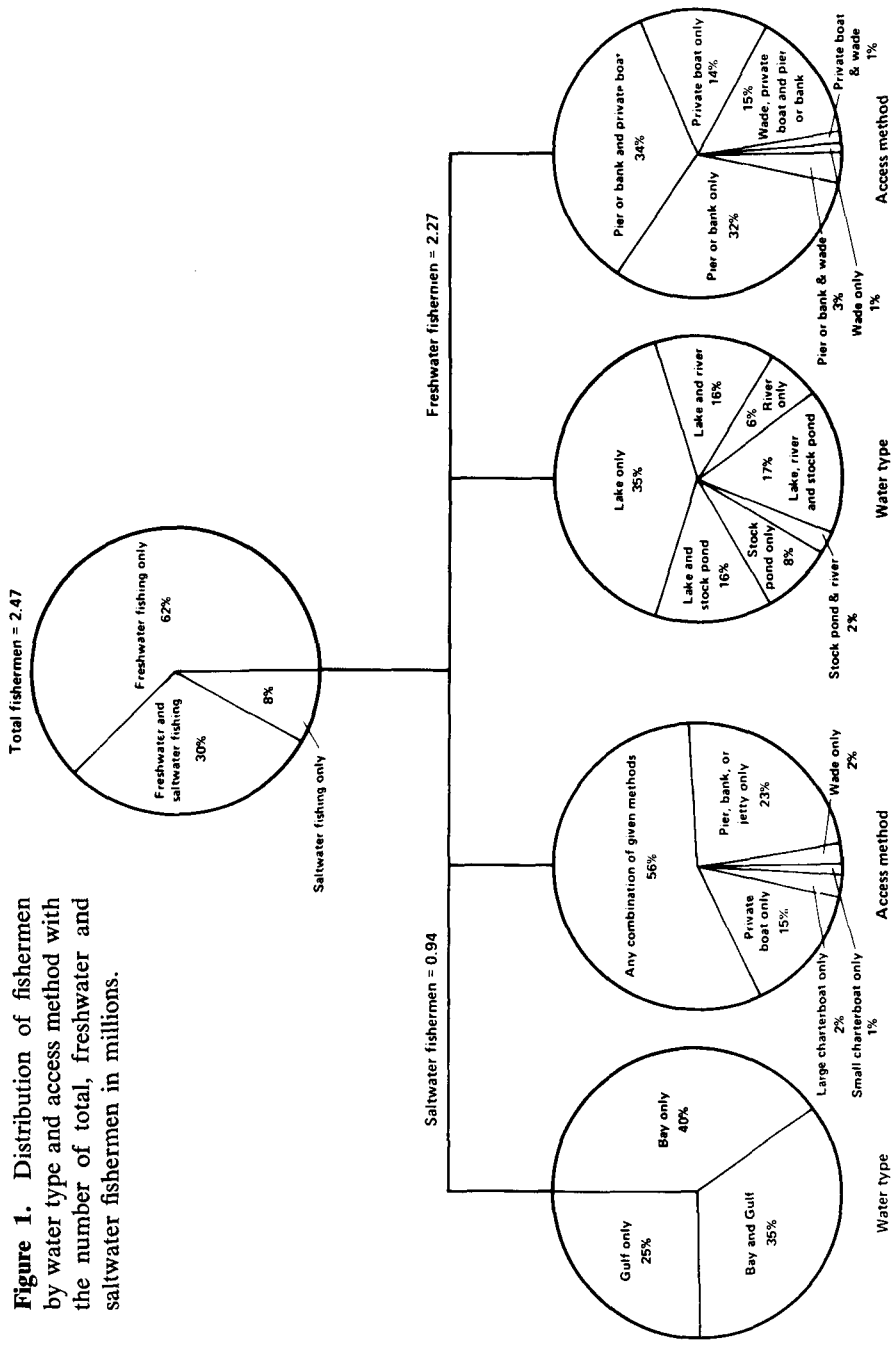 Figure 1. Distribution of fishermen
by water type and access method with
the number of total, freshwater and
saltwater fishermen in millions.
Total fishermen = 2.47
Freshwater fishing only
62%
Freshwater and
saltwater fishing
30%
8%
Saltwater fishing only
Saltwater fishermen = 0.94
Freshwater fishermen = 2.27
Gulf only
25%
Bay only
40%
Bay and Gulf
35%
Water type
Any combination of given methods
56%
Pier, bank, or
jetty only
23%
Private
boat only
15%
Wade only
2%
Large charterboat only
2%
Small charterboat only
1%
Access method
Lake only
35%
Lake and river
16%
6%
River
only
17%
Lake, river
and stock pond
Lake and
stock pond
16%
Stock
pond only
8%
Stock pond & river
2%
Water type
Pier or bank and private boat
34%
Private boat only
14%
15%
Wade, private
boat and pier
or bank
Pier or bank only
32%
Pier or bank & wade
3%
Wade only
1%
Private boat
& wade
1%
Access method